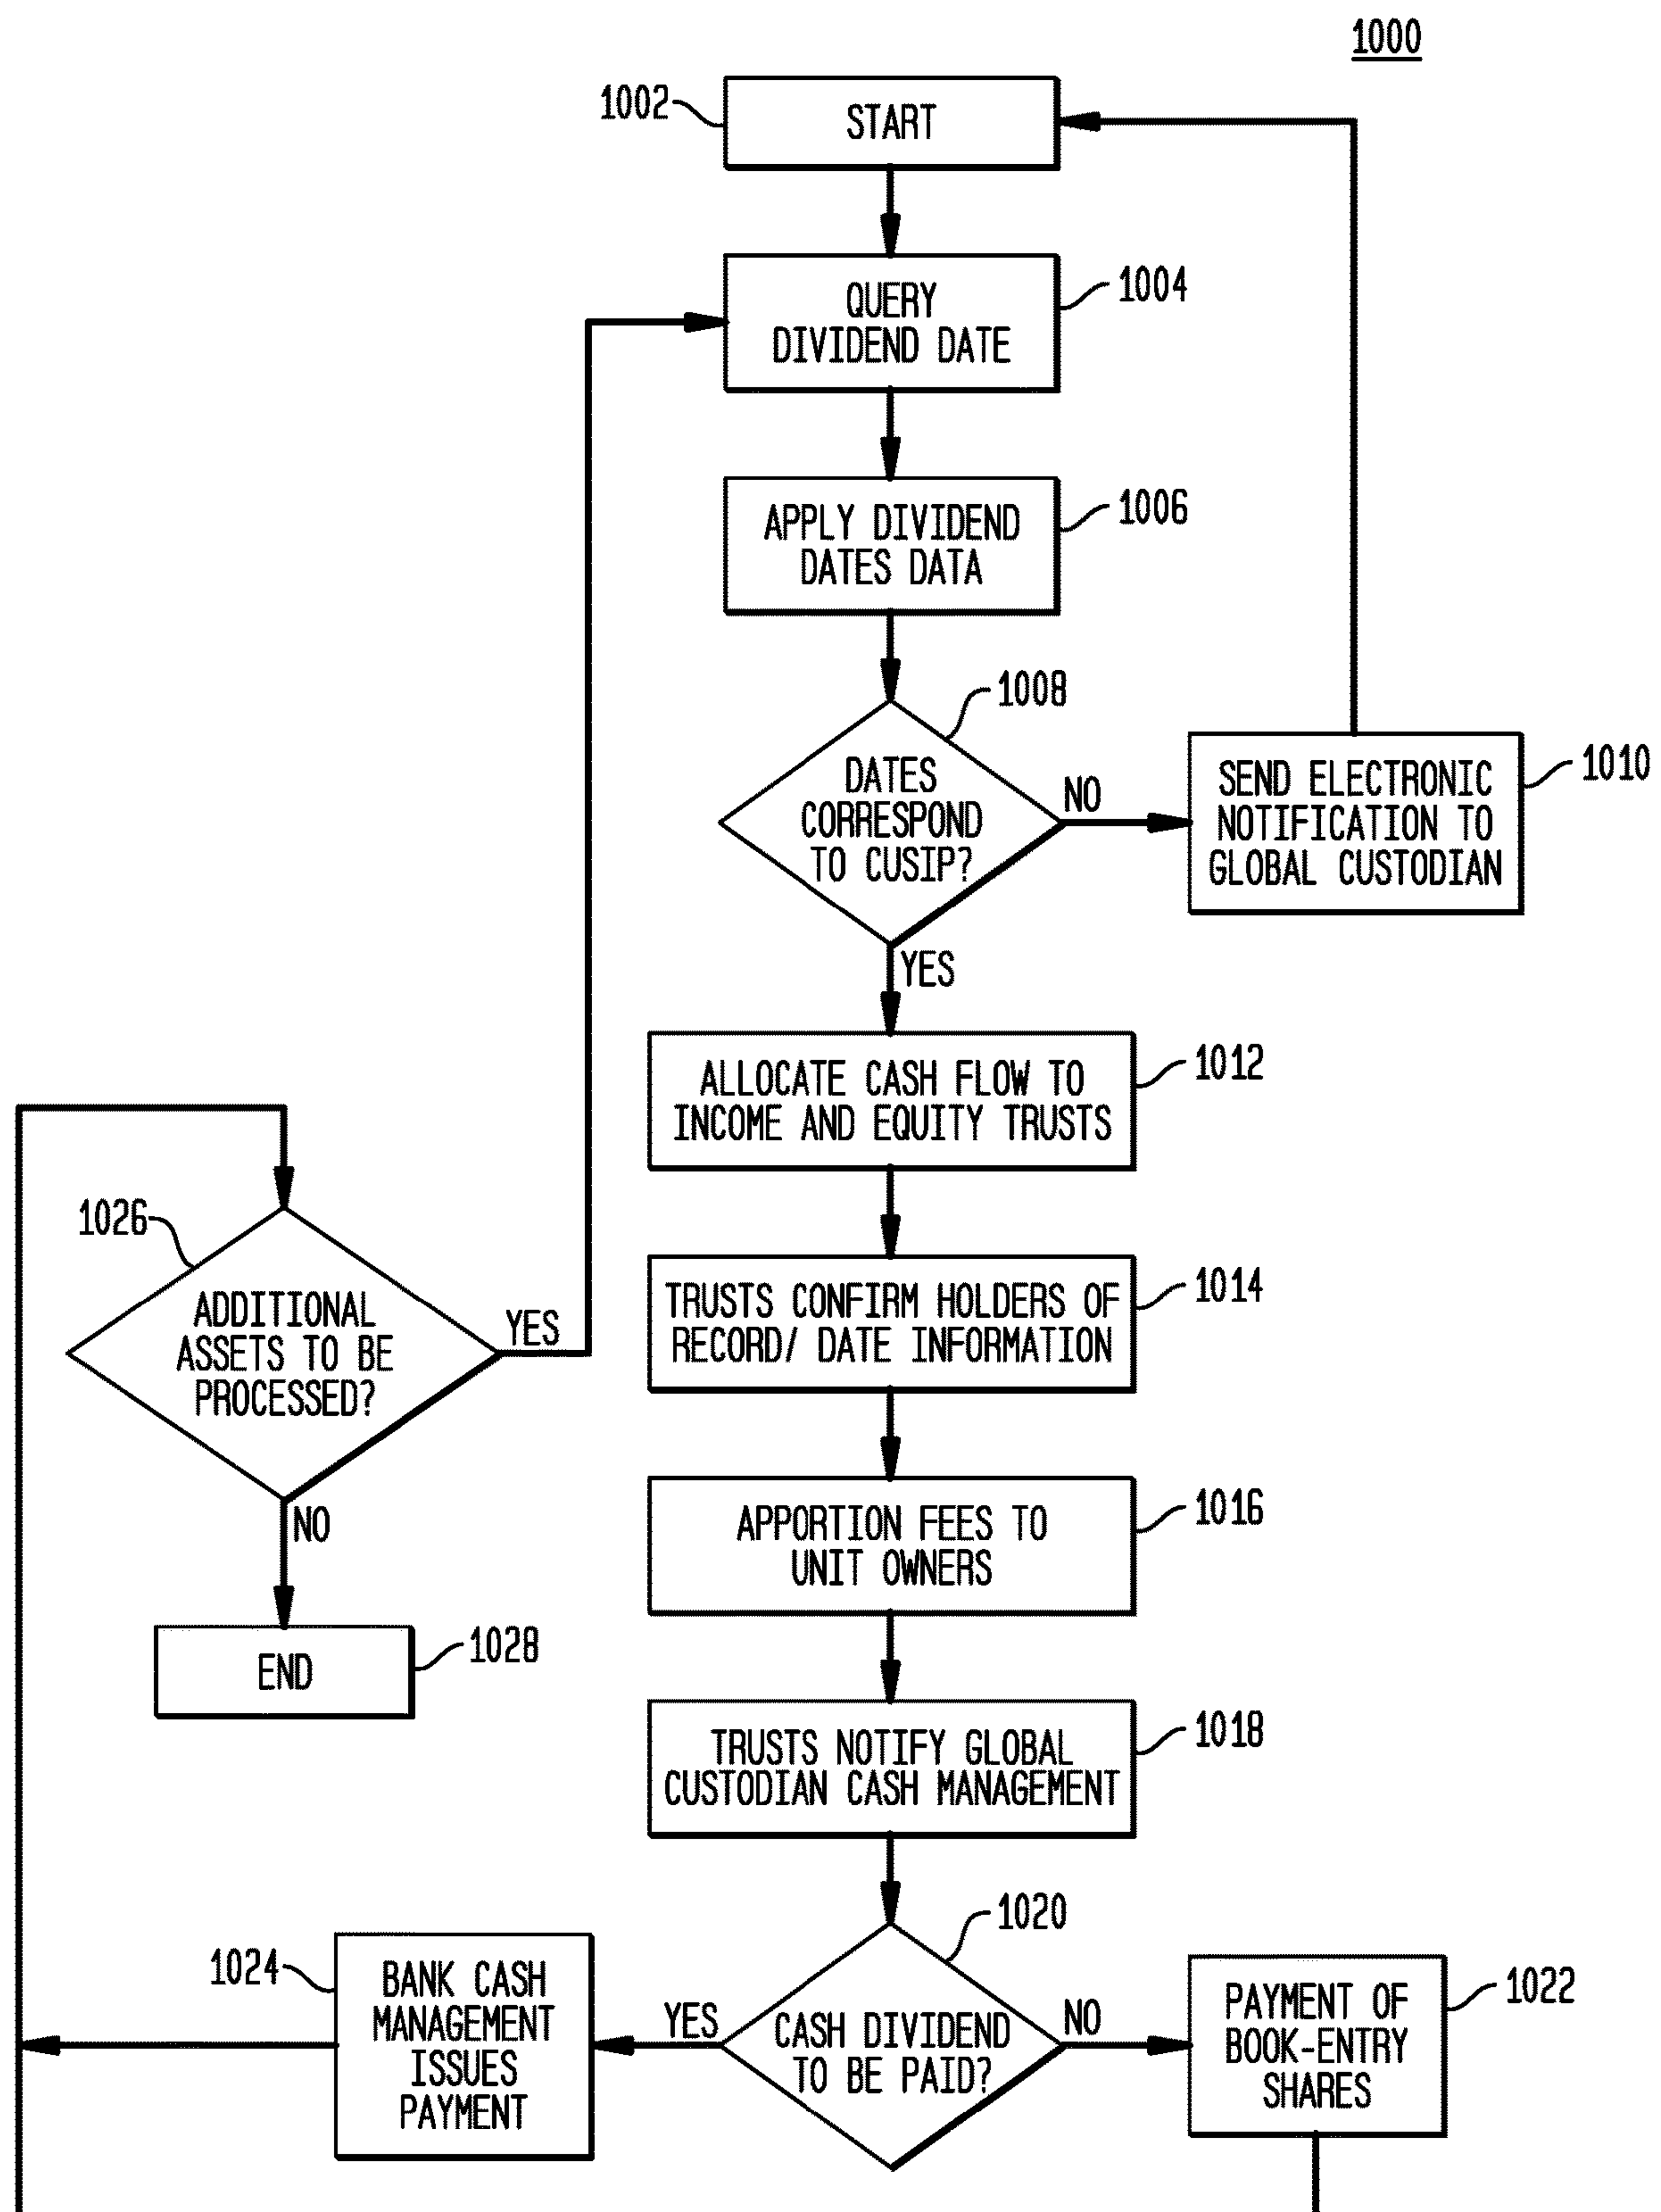 1000
1002
START
QUERY
DIVIDEND DATE
1004
APPLY DIVIDEND
DATES DATA
1006
1008
DATES
CORRESPOND
TO CUSIP?
NO
SEND ELECTRONIC
NOTIFICATION TO
GLOBAL CUSTODIAN
1010
YES
ALLOCATE CASH FLOW TO
INCOME AND EQUITY TRUSTS
1012
TRUSTS CONFIRM HOLDERS OF
RECORD/ DATE INFORMATION
1014
APPORTION FEES TO
UNIT OWNERS
1016
TRUSTS NOTIFY GLOBAL
CUSTODIAN CASH MANAGEMENT
1018
1020
CASH DIVIDEND
TO BE PAID?
NO
PAYMENT OF
BOOK-ENTRY
SHARES
1022
YES
1024
BANK CASH
MANAGEMENT
ISSUES
PAYMENT
1026
ADDITIONAL
ASSETS TO BE
PROCESSED?
YES
NO
END
1028